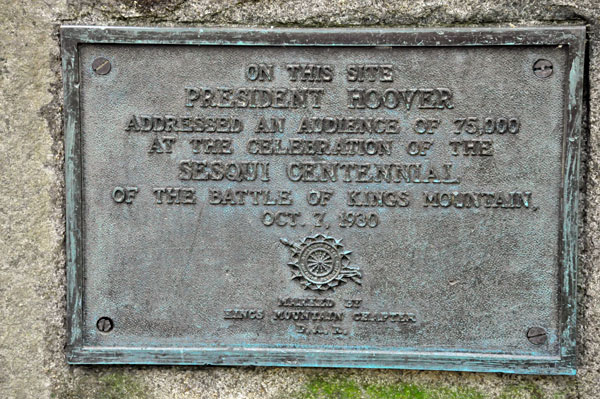 ON THIS SITE
PRESIDENT HOOVER
ADDRESSED AN AUDIENCE OF 75,000
AT THE CELEBRATION OF THE
SESQUI CENTENNIAL
OF THE BATTLE OF KINGS MOUNTAIN,
OCT. 7, 1930
MARKED BY
KINGS MOUNTAIN CHAPTER
D. A. R.